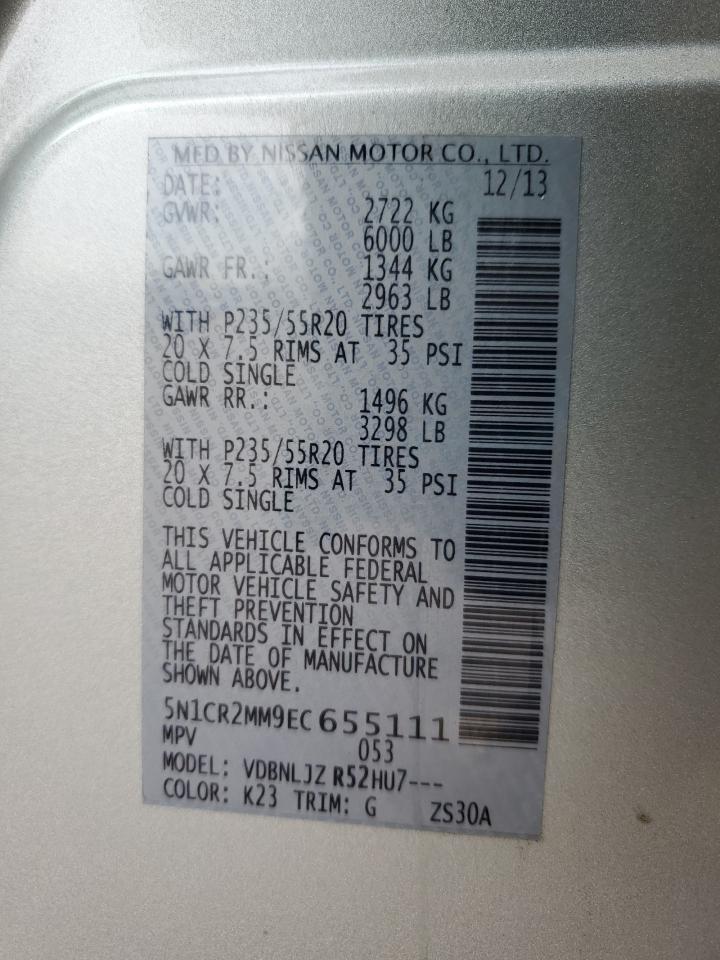 MFD BY NISSAN MOTOR CO., LTD.
DATE: 12/13
GVWR: 2722 KG
6000 LB
GAWR FR.: 1344 KG
2963 LB
WITH P235/55R20 TIRES
20 X 7.5 RIMS AT 35 PSI
COLD SINGLE
GAWR RR.: 1496 KG
3298 LB
WITH P235/55R20 TIRES
20 X 7.5 RIMS AT 35 PSI
COLD SINGLE
THIS VEHICLE CONFORMS TO
ALL APPLICABLE FEDERAL
MOTOR VEHICLE SAFETY AND
THEFT PREVENTION
STANDARDS IN EFFECT ON
THE DATE OF MANUFACTURE
SHOWN ABOVE.
5N1CR2MM9EC655111
MPV 053
MODEL: VDBNLJZ R52HU7---
COLOR: K23 TRIM: G ZS30A